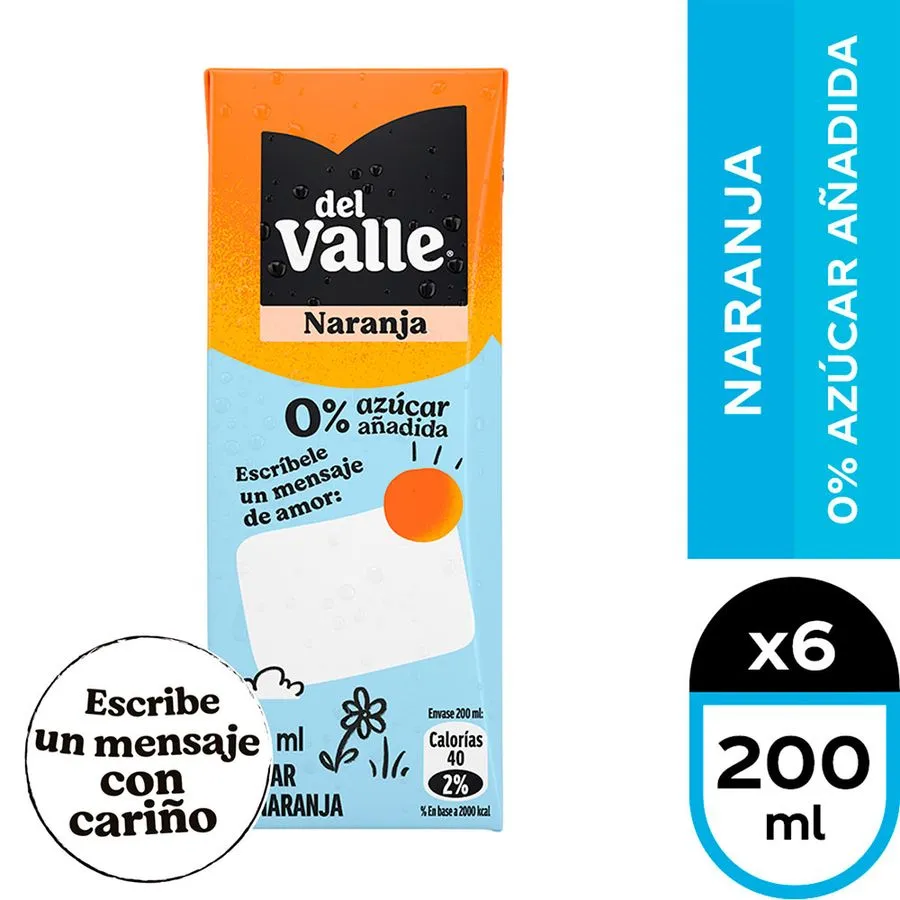 del
Valle®
Naranja
0% azúcar
añadida
Escríbele
un mensaje
de amor:
Envase 200 ml:
Calorías
40
2%
% En base a 2000 kcal
ml
Escribe
un mensaje
con
cariño
NARANJA
0% AZÚCAR AÑADIDA
x6
200
ml